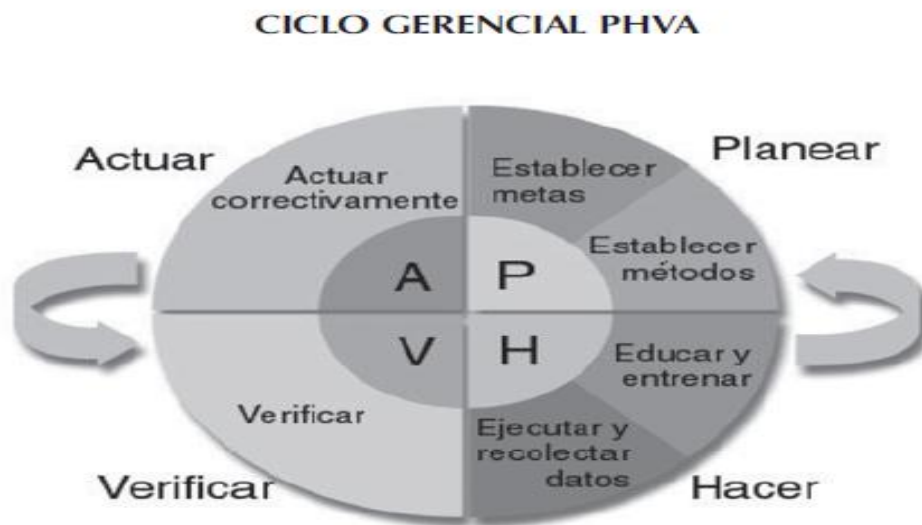 CICLO GERENCIAL PHVA
Actuar
Planear
Actuar
correctivamente
Establecer
metas
Establecer
métodos
A
P
V
H
Verificar
Educar y
entrenar
Ejecutar y
recolectar
datos
Verificar
Hacer